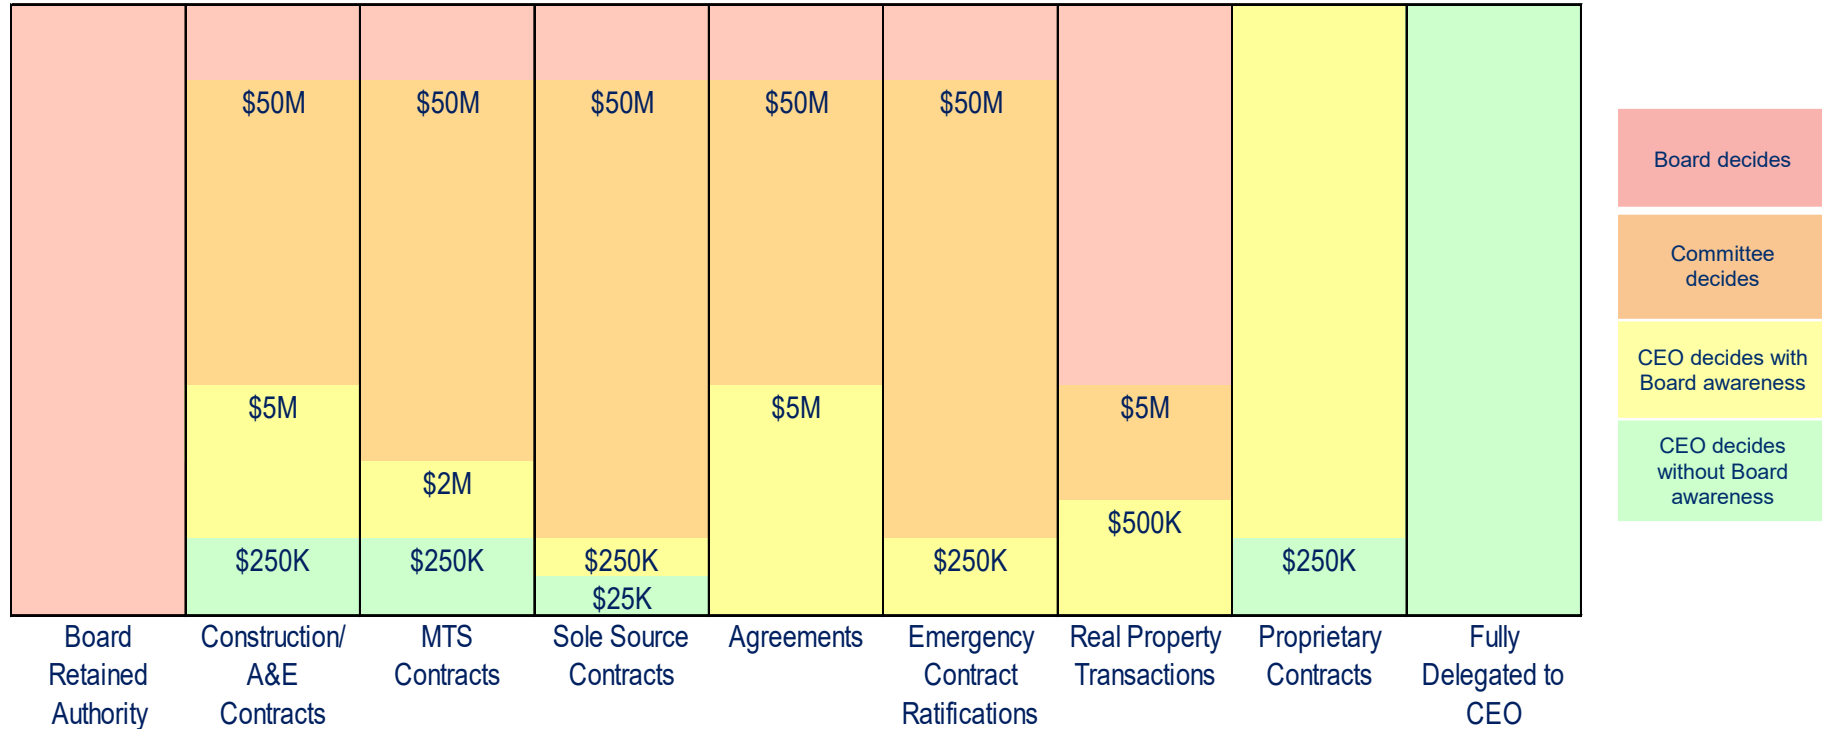 $50M
$50M
$50M
$50M
$50M
$5M
$5M
$5M
$2M
$500K
$250K
$250K
$250K
$250K
$250K
$25K
Board
Retained
Authority
Construction/
A&E
Contracts
MTS
Contracts
Sole Source
Contracts
Agreements
Emergency
Contract
Ratifications
Real Property
Transactions
Proprietary
Contracts
Fully
Delegated to
CEO
Board decides
Committee
decides
CEO decides with
Board awareness
CEO decides
without Board
awareness